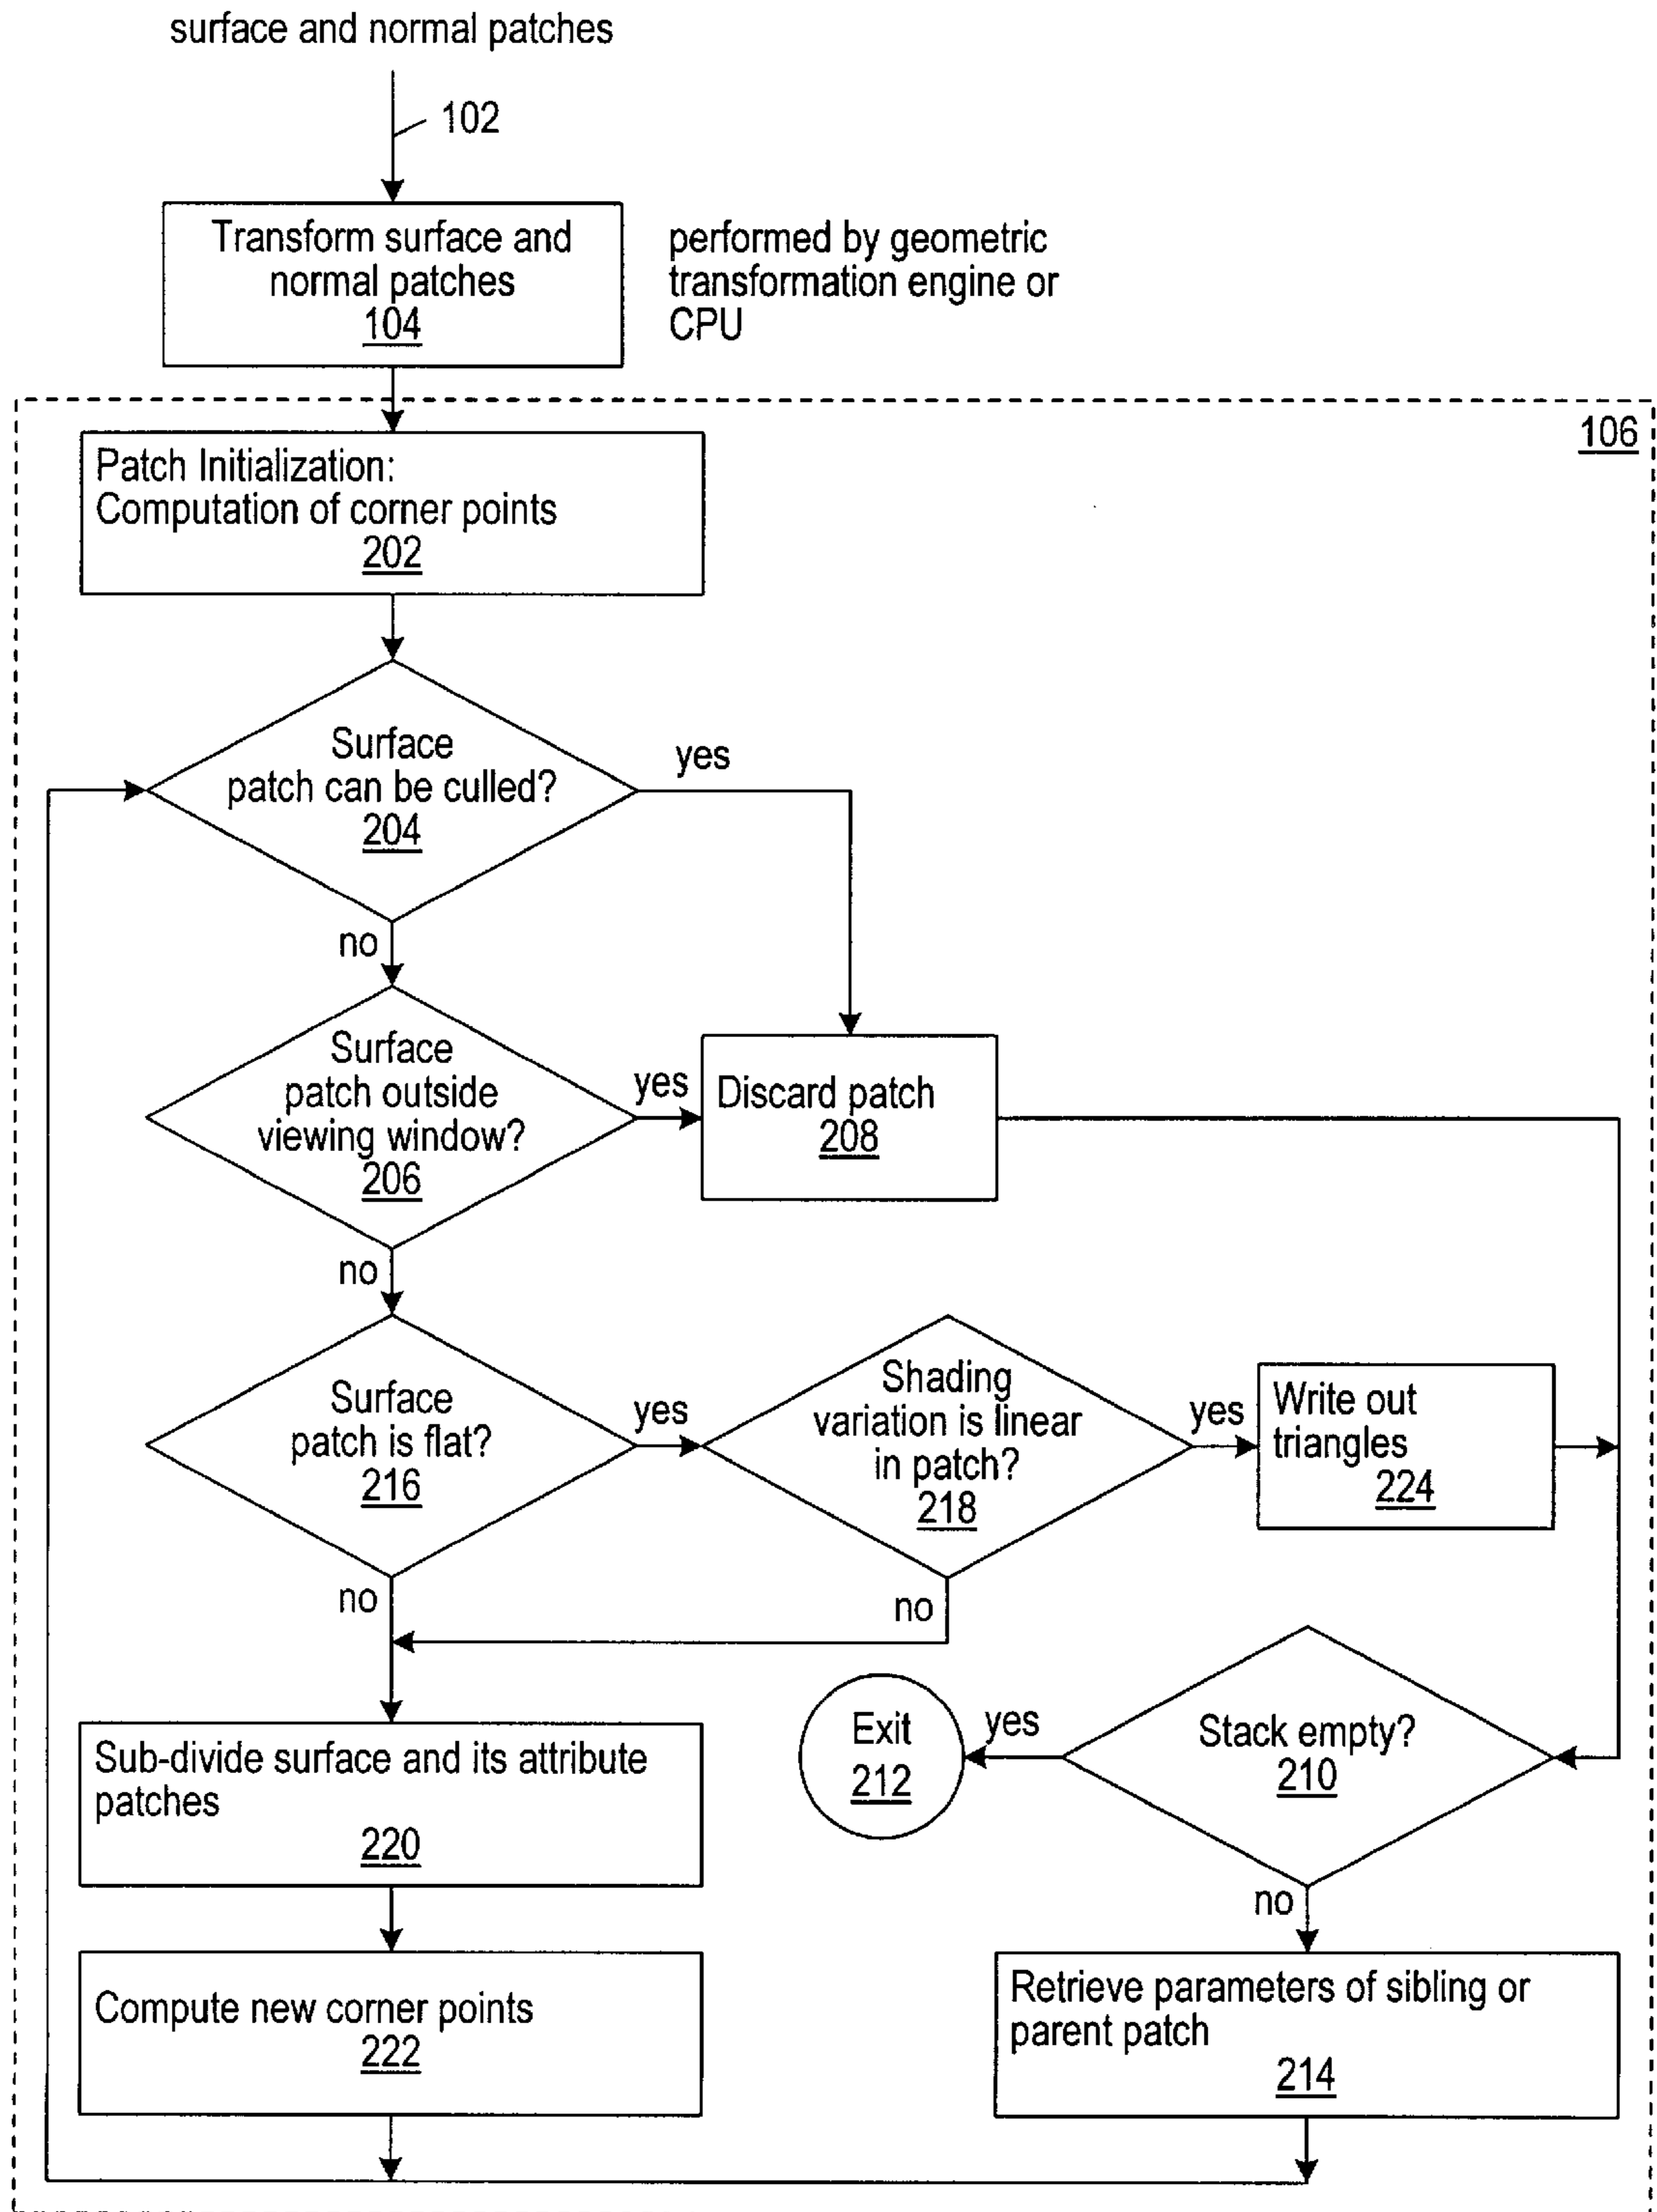 surface and normal patches
102
Transform surface and
normal patches
104
performed by geometric
transformation engine or
CPU
106
Patch Initialization:
Computation of corner points
202
Surface
patch can be culled?
204
yes
no
Surface
patch outside
viewing window?
206
yes
Discard patch
208
no
Surface
patch is flat?
216
yes
Shading
variation is linear
in patch?
218
yes
Write out
triangles
224
no
no
Sub-divide surface and its attribute
patches
220
Exit
212
yes
Stack empty?
210
no
Compute new corner points
222
Retrieve parameters of sibling or
parent patch
214